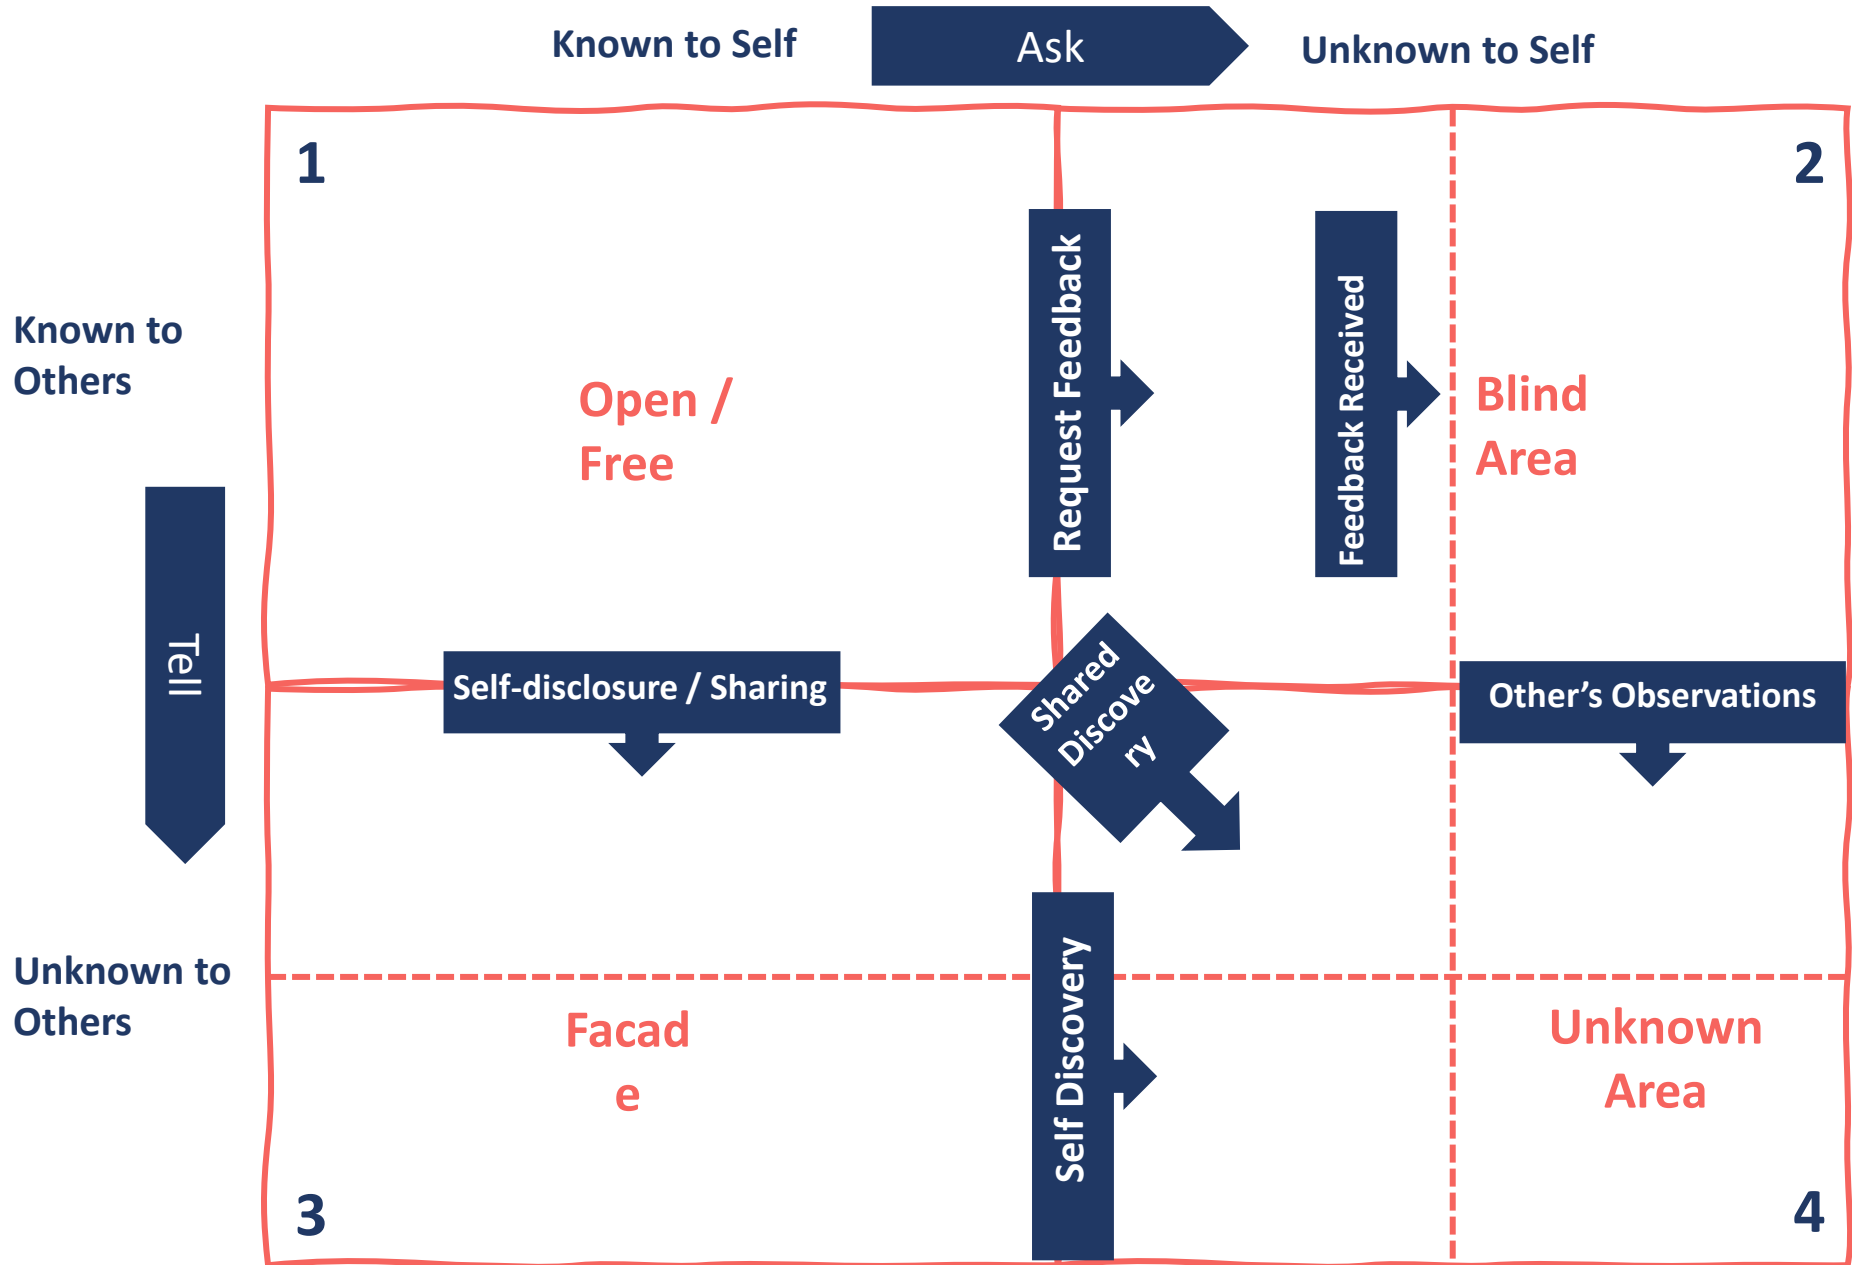 Known to Self
Ask
Unknown to Self
1
2
Known to
Others
Open /
Free
Request Feedback
Feedback Received
Blind
Area
Tell
Self-disclosure / Sharing
Shared
Discove
ry
Other’s Observations
Unknown to
Others
Facad
e
Self Discovery
Unknown
Area
3
4